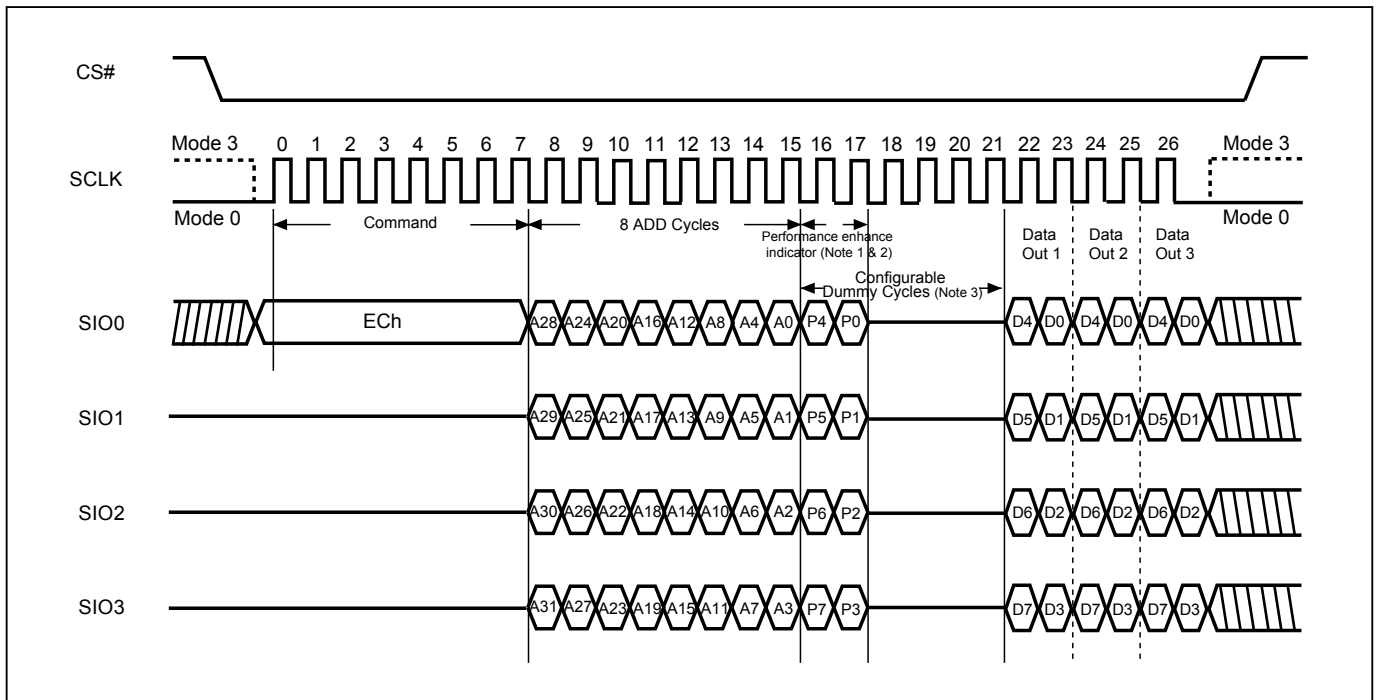 CS#
Mode 3 0 1 2 3 4 5 6 7 8 9 10 11 12 13 14 15 16 17 18 19 20 21 22 23 24 25 26 Mode 3
SCLK
Mode 0 Mode 0
Command 8 ADD Cycles
Performance enhance
indicator (Note 1 & 2)
Data Data Data
Out 1 Out 2 Out 3
Configurable
Dummy Cycles (Note 3)
SIO0 ECh A28 A24 A20 A16 A12 A8 A4 A0 P4 P0 D4 D0 D4 D0 D4 D0
SIO1 A29 A25 A21 A17 A13 A9 A5 A1 P5 P1 D5 D1 D5 D1 D5 D1
SIO2 A30 A26 A22 A18 A14 A10 A6 A2 P6 P2 D6 D2 D6 D2 D6 D2
SIO3 A31 A27 A23 A19 A15 A11 A7 A3 P7 P3 D7 D3 D7 D3 D7 D3